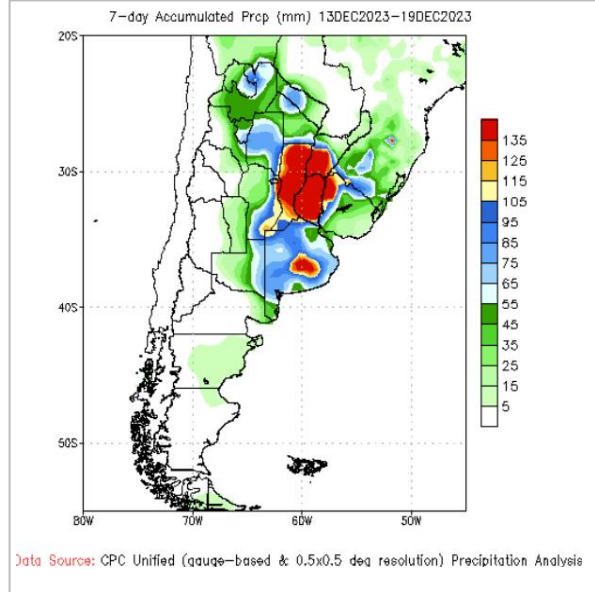 7-day Accumulated Prcp (mm) 13DEC2023-19DEC2023
20S
30S
40S
50S
80W 70W 60W 50W
135
125
115
105
95
85
75
65
55
45
35
25
15
5
Data Source: CPC Unified (gauge-based & 0.5x0.5 deg resolution) Precipitation Analysis